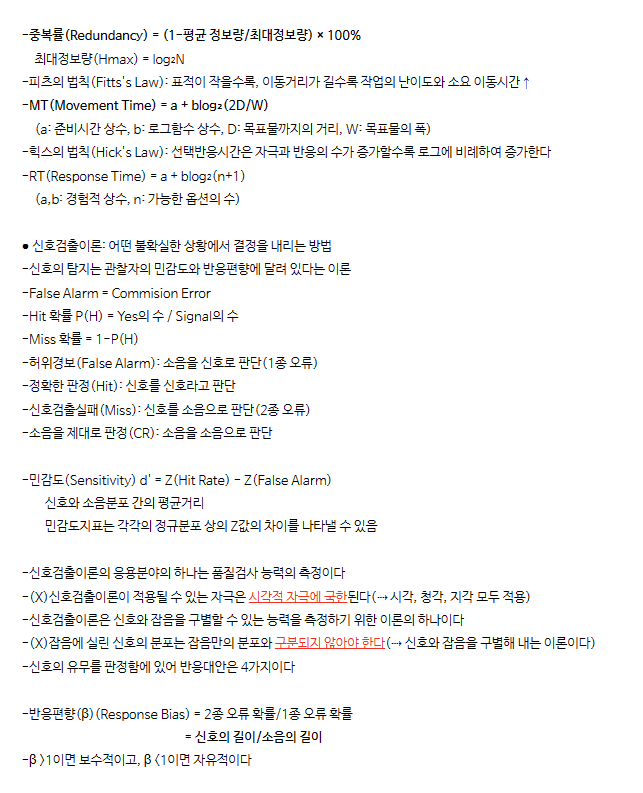 -중복률(Redundancy) = (1-평균 정보량/최대정보량) × 100%
최대정보량(Hmax) = log₂N
-피츠의 법칙(Fitts's Law): 표적이 작을수록, 이동거리가 길수록 작업의 난이도와 소요 이동시간↑
-MT(Movement Time) = a + blog₂(2D/W)
(a: 준비시간 상수, b: 로그함수 상수, D: 목표물까지의 거리, W: 목표물의 폭)
-힉스의 법칙(Hick's Law): 선택반응시간은 자극과 반응의 수가 증가할수록 로그에 비례하여 증가한다
-RT(Response Time) = a + blog₂(n+1)
(a,b: 경험적 상수, n: 가능한 옵션의 수)
● 신호검출이론: 어떤 불확실한 상황에서 결정을 내리는 방법
-신호의 탐지는 관찰자의 민감도와 반응편향에 달려 있다는 이론
-False Alarm = Commision Error
-Hit 확률 P(H) = Yes의 수 / Signal의 수
-Miss 확률 = 1-P(H)
-허위경보(False Alarm): 소음을 신호로 판단(1종 오류)
-정확한 판정(Hit): 신호를 신호라고 판단
-신호검출실패(Miss): 신호를 소음으로 판단(2종 오류)
-소음을 제대로 판정(CR): 소음을 소음으로 판단
-민감도(Sensitivity) d' = Z(Hit Rate) - Z(False Alarm)
신호와 소음분포 간의 평균거리
민감도지표는 각각의 정규분포 상의 Z값의 차이를 나타낼 수 있음
-신호검출이론의 응용분야의 하나는 품질검사 능력의 측정이다
-(X)신호검출이론이 적용될 수 있는 자극은 시각적 자극에 국한된다(⇢ 시각, 청각, 지각 모두 적용)
-신호검출이론은 신호와 잡음을 구별할 수 있는 능력을 측정하기 위한 이론의 하나이다
-(X)잡음에 실린 신호의 분포는 잡음만의 분포와 구분되지 않아야 한다(⇢ 신호와 잡음을 구별해 내는 이론이다)
-신호의 유무를 판정함에 있어 반응대안은 4가지이다
-반응편향(β)(Response Bias) = 2종 오류 확률/1종 오류 확률
= 신호의 길이/소음의 길이
-β 〉1이면 보수적이고, β 〈1이면 자유적이다